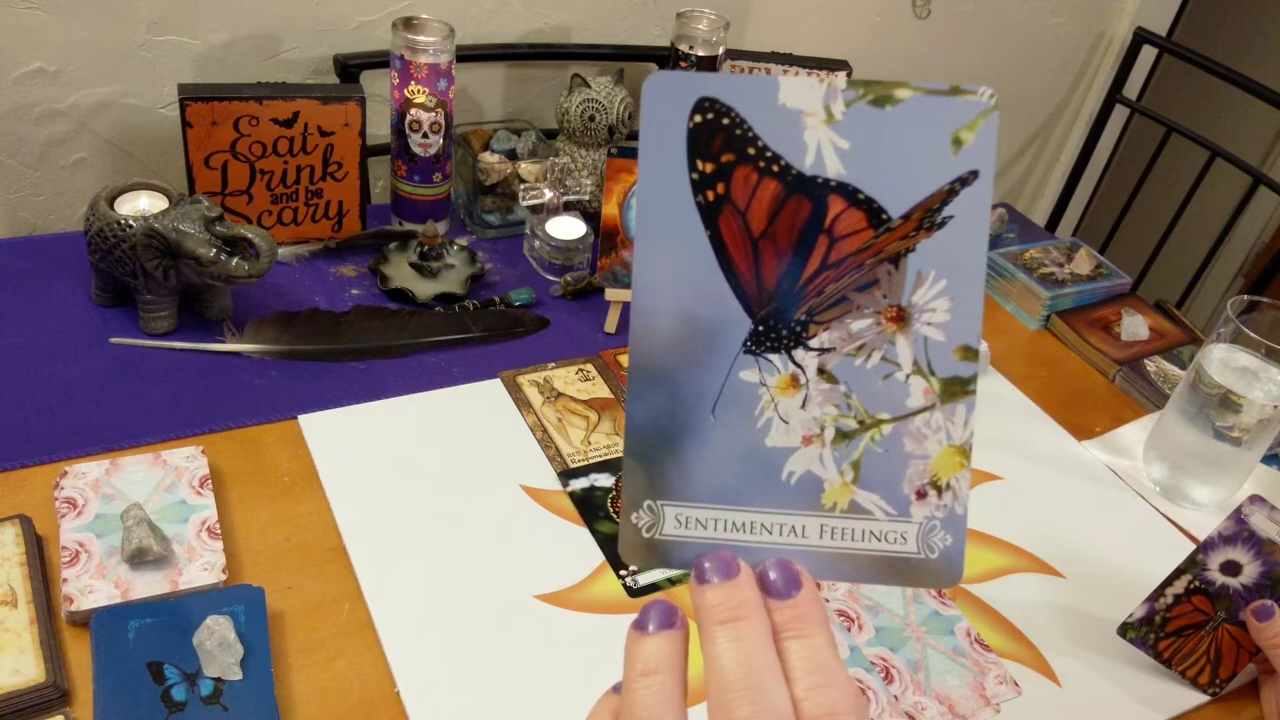 Eat
Drink
and be
Scary
SENTIMENTAL FEELINGS
RED KANGAROO
Responsibility